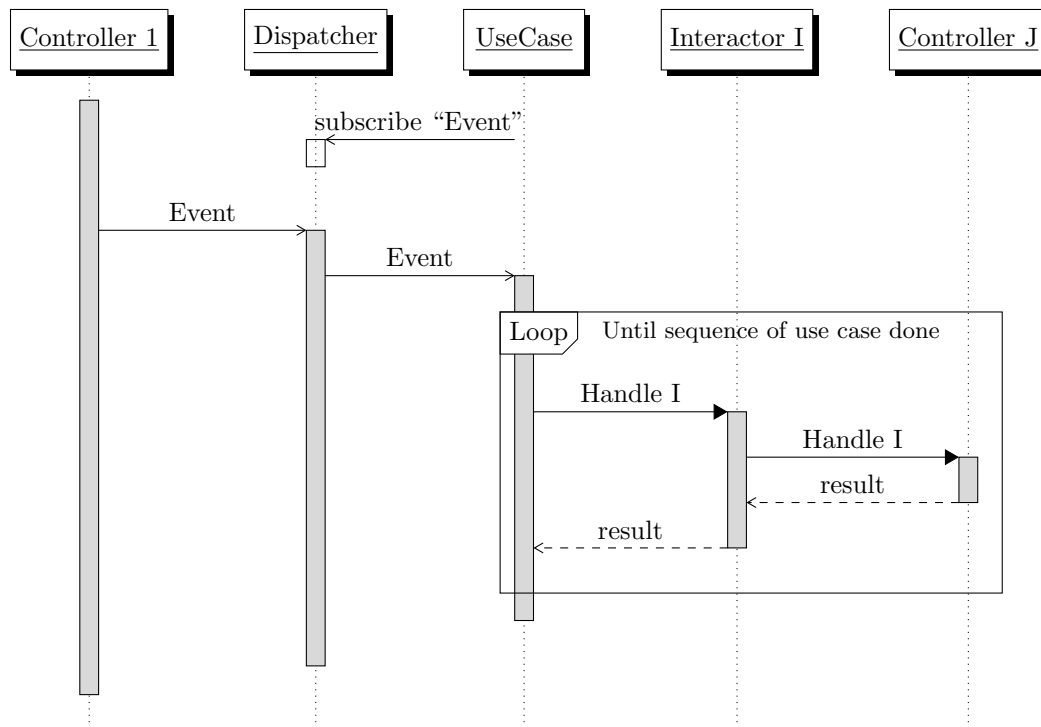 Controller 1
Dispatcher
UseCase
Interactor I
Controller J
subscribe “Event”
Event
Event
Loop
Until sequence of use case done
Handle I
Handle I
result
result